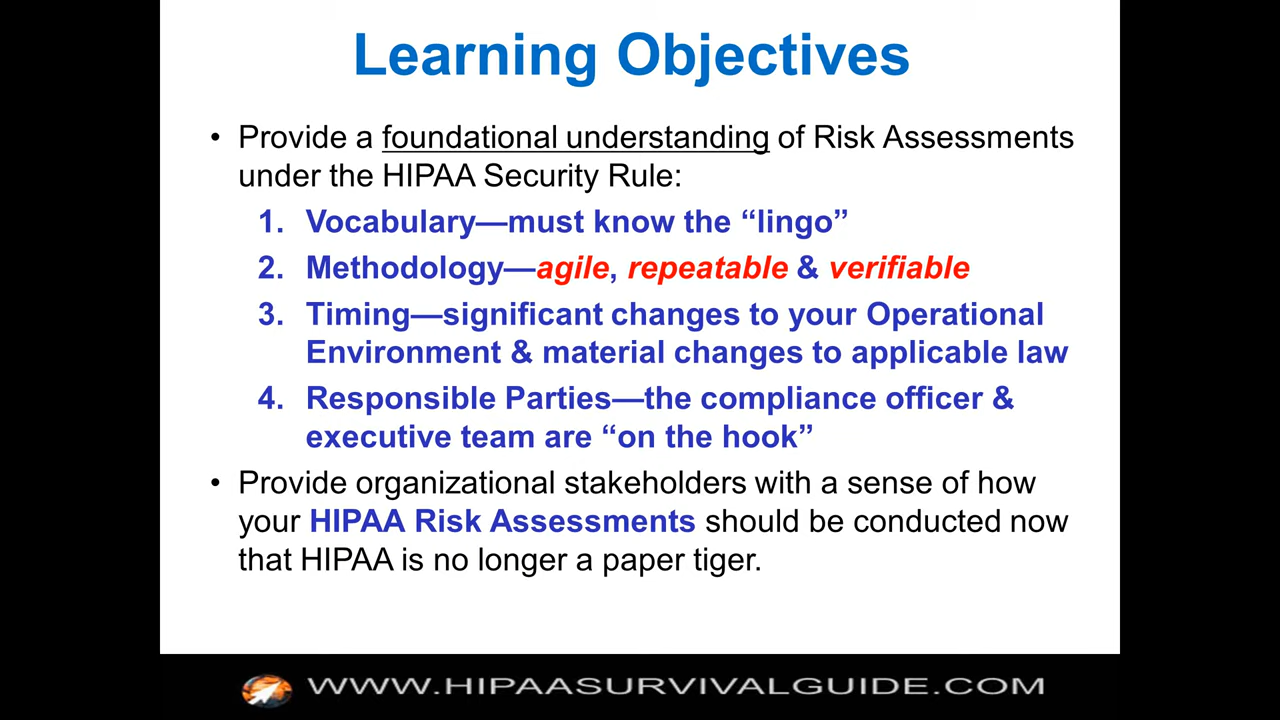 Learning Objectives
• Provide a foundational understanding of Risk Assessments
under the HIPAA Security Rule:
1. Vocabulary—must know the “lingo”
2. Methodology—agile, repeatable & verifiable
3. Timing—significant changes to your Operational
Environment & material changes to applicable law
4. Responsible Parties—the compliance officer &
executive team are “on the hook”
• Provide organizational stakeholders with a sense of how
your HIPAA Risk Assessments should be conducted now
that HIPAA is no longer a paper tiger.
WWW.HIPAASURVIVALGUIDE.COM